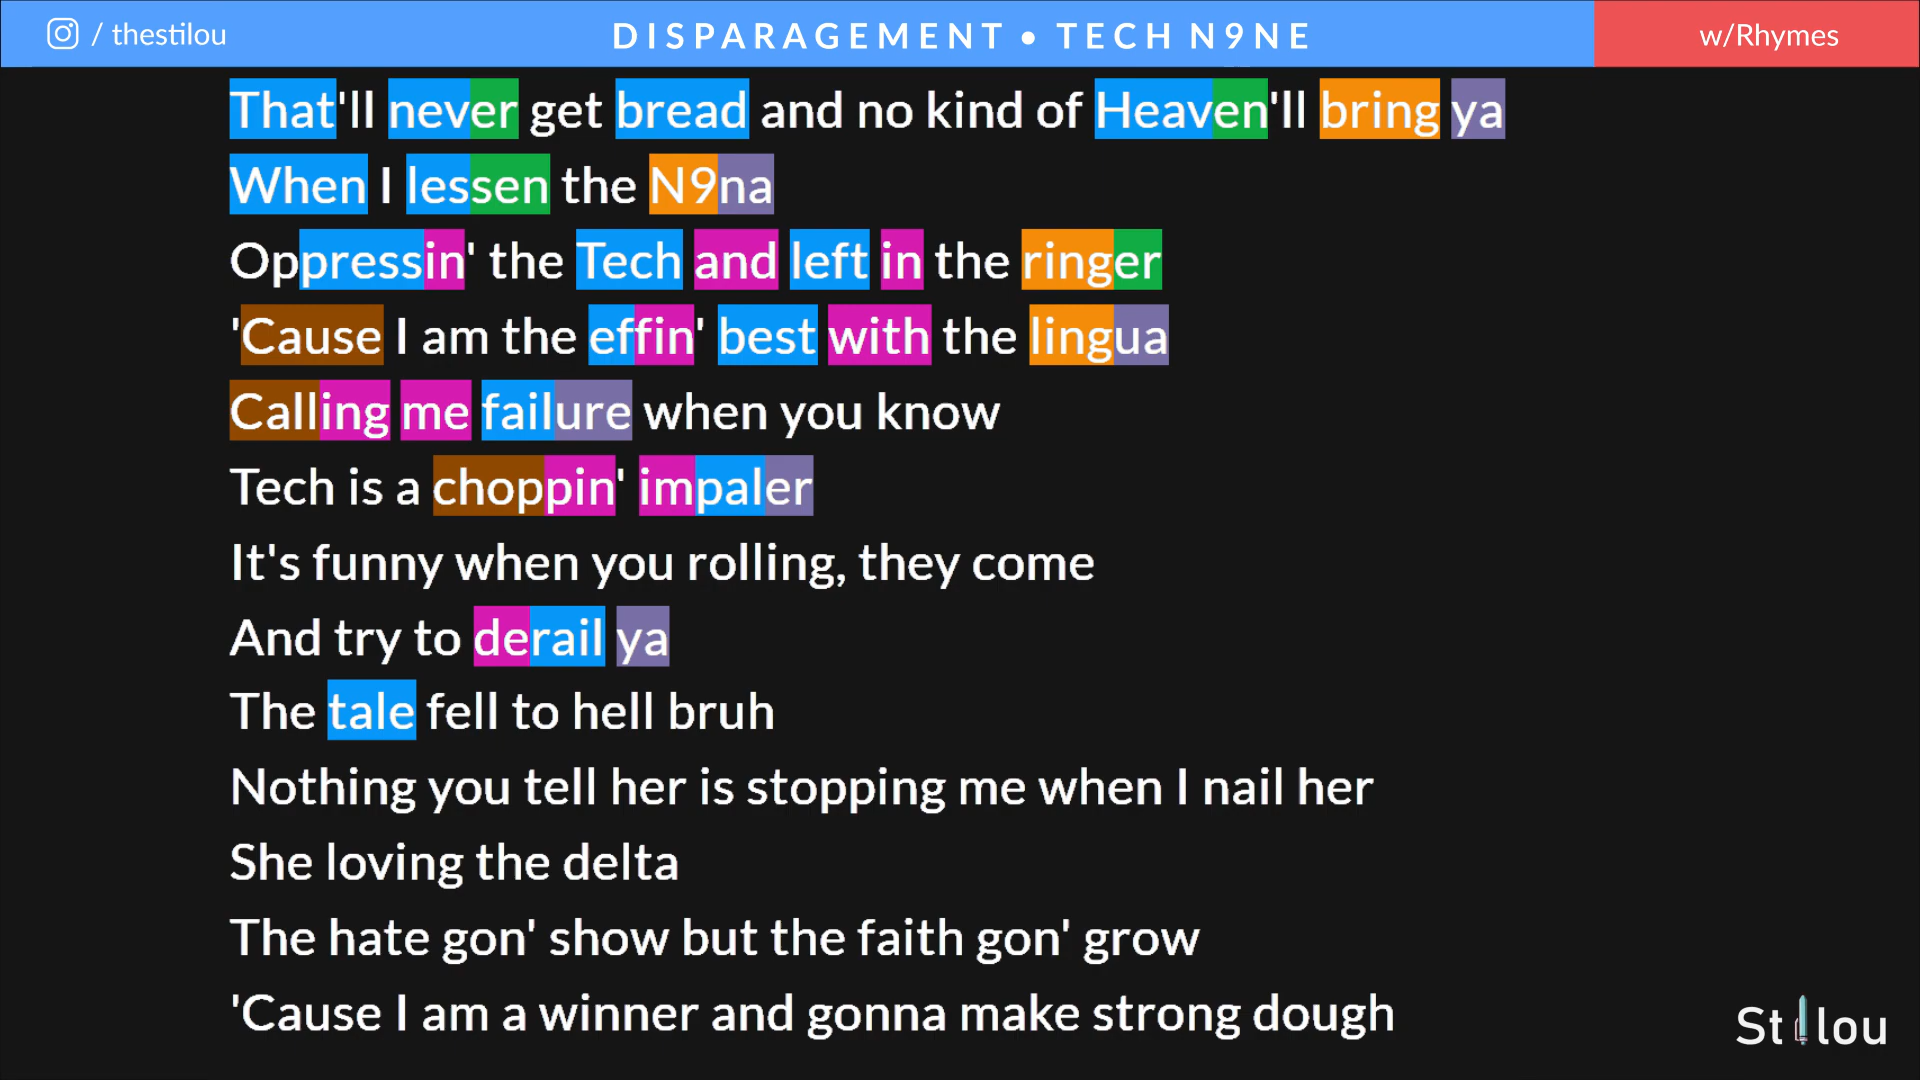 / thestilou
DISPARAGEMENT • TECH N9NE
w/Rhymes
That'll never get bread and no kind of Heaven'll bring ya
When I lessen the N9na
Oppressin' the Tech and left in the ringer
'Cause I am the effin' best with the lingua
Calling me failure when you know
Tech is a choppin' impaler
It's funny when you rolling, they come
And try to derail ya
The tale fell to hell bruh
Nothing you tell her is stopping me when I nail her
She loving the delta
The hate gon' show but the faith gon' grow
'Cause I am a winner and gonna make strong dough
Stilou